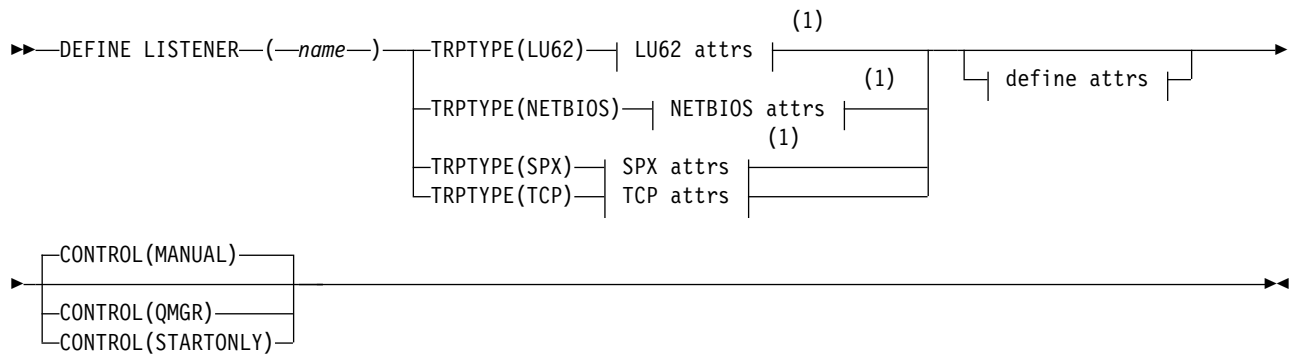 (1)
DEFINE LISTENER ( name ) TRPTYPE(LU62) LU62 attrs
(1)
define attrs
TRPTYPE(NETBIOS) NETBIOS attrs
(1)
TRPTYPE(SPX) SPX attrs
TRPTYPE(TCP) TCP attrs
CONTROL(MANUAL)
CONTROL(QMGR)
CONTROL(STARTONLY)